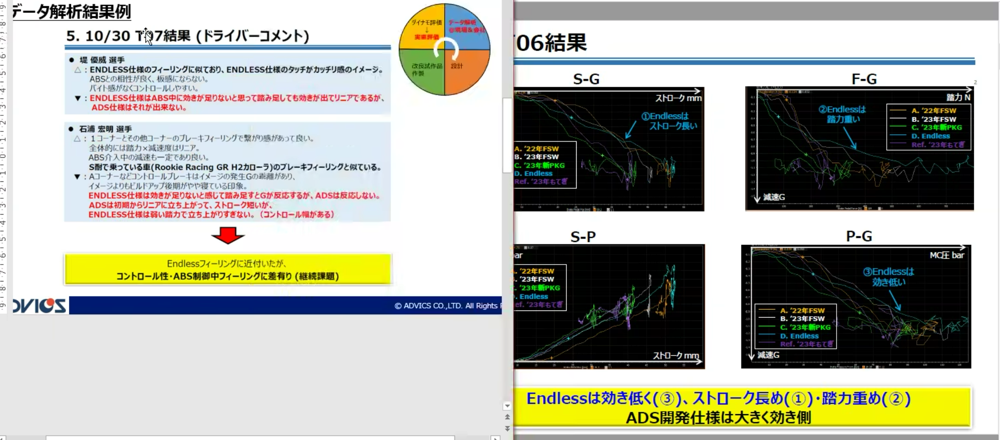 データ解析結果例
5. 10/30 T07結果 (ドライバーコメント)
● 堤 優威 選手
△：ENDLESS仕様のフィーリングに似ており、ENDLESS仕様のタッチがカッチリ感のイメージ。
ABSとの相性が良く、板感にならない。
バイト感がなくコントロールしやすい。
▼：ENDLESS仕様はABS中に効きが足りないと思って踏み足しても効きが出てリニアであるが、
ADS仕様はそれが出来ない。
● 石浦 宏明 選手
△：１コーナーとその他コーナーのブレーキフィーリングで繋がり感があって良い。
全体的には踏力×減速度はリニア。
ABS介入中の減速も一定であり良い。
S耐で乗っている車(Rookie Racing GR H2カローラ)のブレーキフィーリングと似ている。
▼：Aコーナーなどコントロールブレーキはイメージの発生Gの乖離があり、
イメージよりもビルドアップ後期がやや寝ている印象。
ENDLESS仕様は効きが足りないと感じて踏み足すとGが反応するが、ADSは反応しない。
ADSは初期からリニアに立ち上がって、ストローク短いが、
ENDLESS仕様は弱い踏力で立ち上がりすぎない。（コントロール幅がある）
Endlessフィーリングに近付いたが、
コントロール性・ABS制御中フィーリングに差有り (継続課題)
ADVICS
© ADVICS CO.,LTD. All Rights
ダイナモ評価
↓
実車評価
データ解析
@現場&会社
改良試作品
作製
設計
T06結果
2
S-G
ストローク mm
①Endlessは
ストローク長い
A. '22年FSW
B. '23年FSW
C. '23年新PKG
D. Endless
Ref. '23年もてぎ
F-G
踏力 N
②Endlessは
踏力重い
A. '22年FSW
B. '23年FSW
C. '23年新PKG
D. Endless
Ref. '23年もてぎ
減速G
S-P
bar
'22年FSW
'23年FSW
'23年新PKG
Endless
'23年もてぎ
ストローク mm
P-G
MC圧 bar
③Endlessは
効き低い
A. '22年FSW
B. '23年FSW
C. '23年新PKG
D. Endless
Ref. '23年もてぎ
減速G
Endlessは効き低く(③)、ストローク長め(①)・踏力重め(②)
ADS開発仕様は大きく効き側